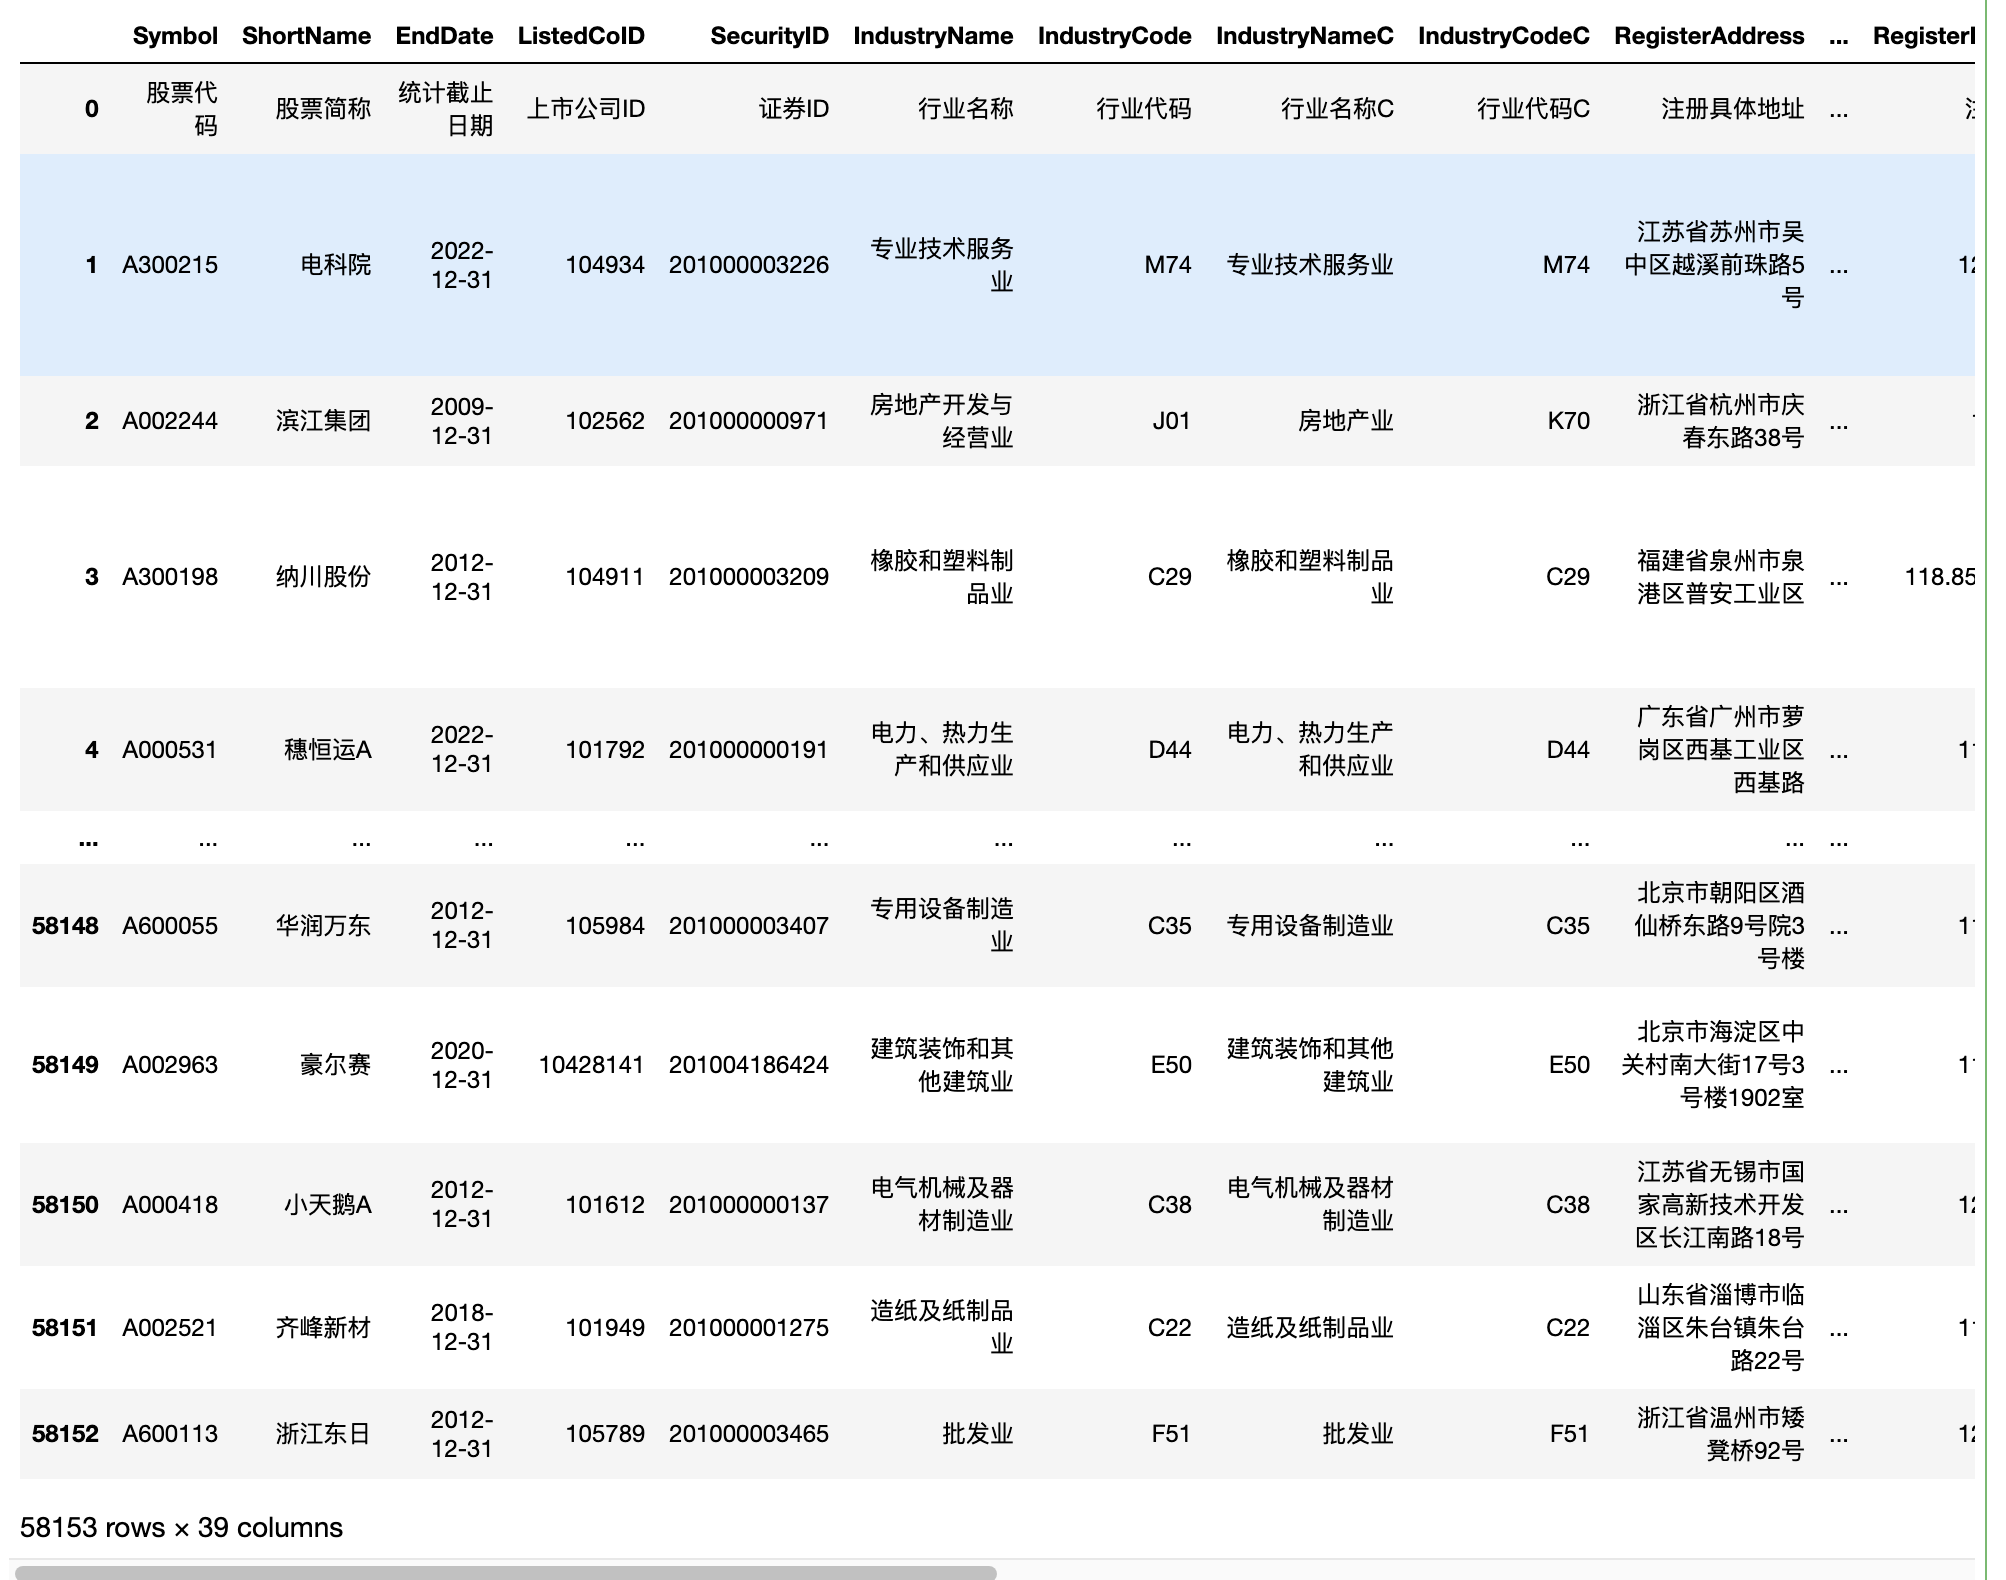 Symbol ShortName EndDate ListedCoID SecurityID IndustryName IndustryCode IndustryNameC IndustryCodeC RegisterAddress ... Register
0 股票代码 股票简称 统计截止日期 上市公司ID 证券ID 行业名称 行业代码 行业名称C 行业代码C 注册具体地址 ...
1 A300215 电科院 2022-12-31 104934 201000003226 专业技术服务业 M74 专业技术服务业 M74 江苏省苏州市吴中区越溪前珠路5号 ... 12
2 A002244 滨江集团 2009-12-31 102562 201000000971 房地产开发与经营业 J01 房地产业 K70 浙江省杭州市庆春东路38号 ...
3 A300198 纳川股份 2012-12-31 104911 201000003209 橡胶和塑料制品业 C29 橡胶和塑料制品业 C29 福建省泉州市泉港区普安工业区 ... 118.85
4 A000531 穗恒运A 2022-12-31 101792 201000000191 电力、热力生产和供应业 D44 电力、热力生产和供应业 D44 广东省广州市萝岗区西基工业区西基路 ... 11
... ... ... ... ... ... ... ... ... ... ... ...
58148 A600055 华润万东 2012-12-31 105984 201000003407 专用设备制造业 C35 专用设备制造业 C35 北京市朝阳区酒仙桥东路9号院3号楼 ... 11
58149 A002963 豪尔赛 2020-12-31 10428141 201004186424 建筑装饰和其他建筑业 E50 建筑装饰和其他建筑业 E50 北京市海淀区中关村南大街17号3号楼1902室 ... 11
58150 A000418 小天鹅A 2012-12-31 101612 201000000137 电气机械及器材制造业 C38 电气机械及器材制造业 C38 江苏省无锡市国家高新技术开发区长江南路18号 ... 12
58151 A002521 齐峰新材 2018-12-31 101949 201000001275 造纸及纸制品业 C22 造纸及纸制品业 C22 山东省淄博市临淄区朱台镇朱台路22号 ... 11
58152 A600113 浙江东日 2012-12-31 105789 201000003465 批发业 F51 批发业 F51 浙江省温州市矮凳桥92号 ... 12
58153 rows × 39 columns